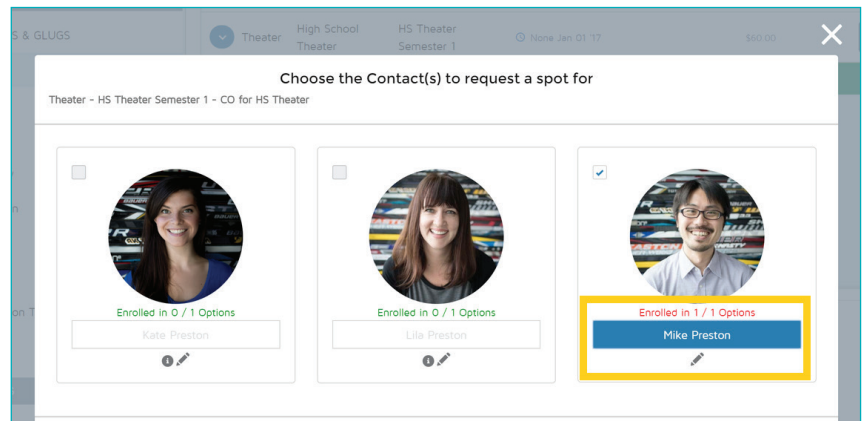 S & GLUGS
Theater
High School
Theater
HS Theater
Semester 1
None Jan 01 '17
$60.00
Choose the Contact(s) to request a spot for
Theater - HS Theater Semester 1 - CO for HS Theater
Enrolled in 0 / 1 Options
Kate Preston
Enrolled in 0 / 1 Options
Lila Preston
Enrolled in 1 / 1 Options
Mike Preston
n
on T